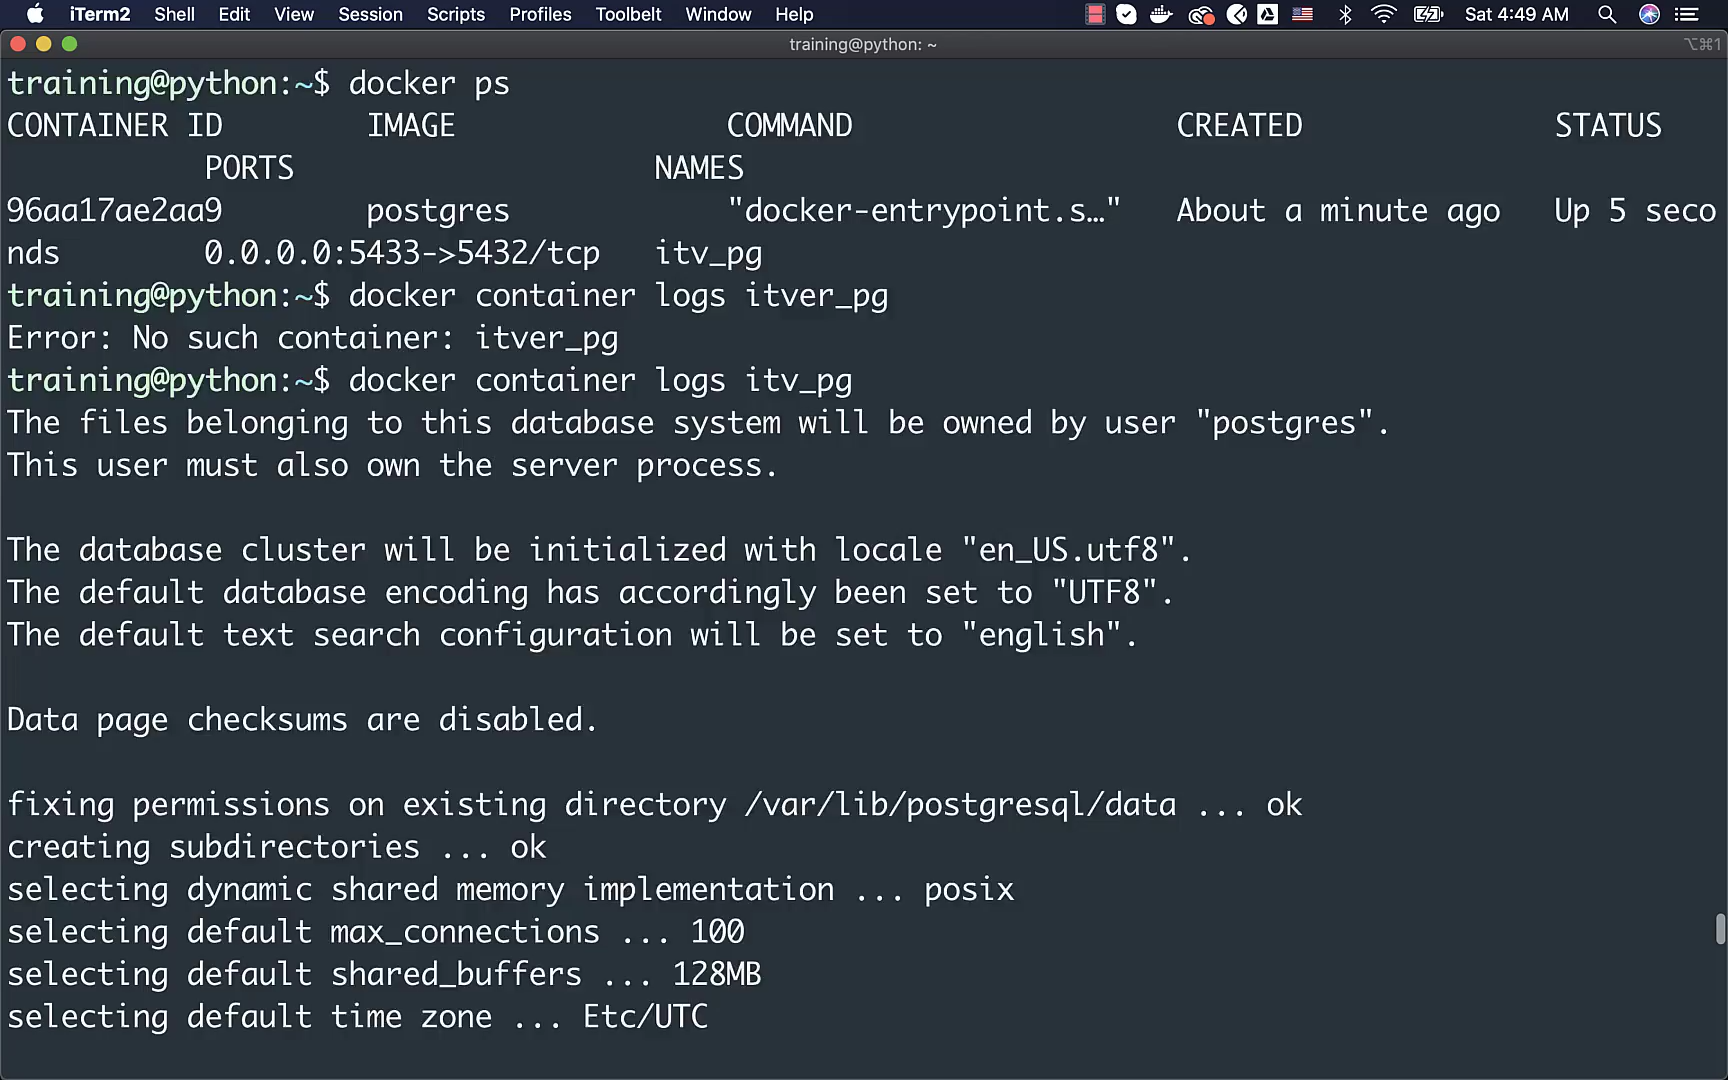 iTerm2 Shell Edit View Session Scripts Profiles Toolbelt Window Help Sat 4:49 AM
training@python: ~ ⌥⌘1
training@python:~$ docker ps
CONTAINER ID IMAGE COMMAND CREATED STATUS
PORTS NAMES
96aa17ae2aa9 postgres "docker-entrypoint.s…" About a minute ago Up 5 seco
nds 0.0.0.0:5433->5432/tcp itv_pg
training@python:~$ docker container logs itver_pg
Error: No such container: itver_pg
training@python:~$ docker container logs itv_pg
The files belonging to this database system will be owned by user "postgres".
This user must also own the server process.
The database cluster will be initialized with locale "en_US.utf8".
The default database encoding has accordingly been set to "UTF8".
The default text search configuration will be set to "english".
Data page checksums are disabled.
fixing permissions on existing directory /var/lib/postgresql/data ... ok
creating subdirectories ... ok
selecting dynamic shared memory implementation ... posix
selecting default max_connections ... 100
selecting default shared_buffers ... 128MB
selecting default time zone ... Etc/UTC